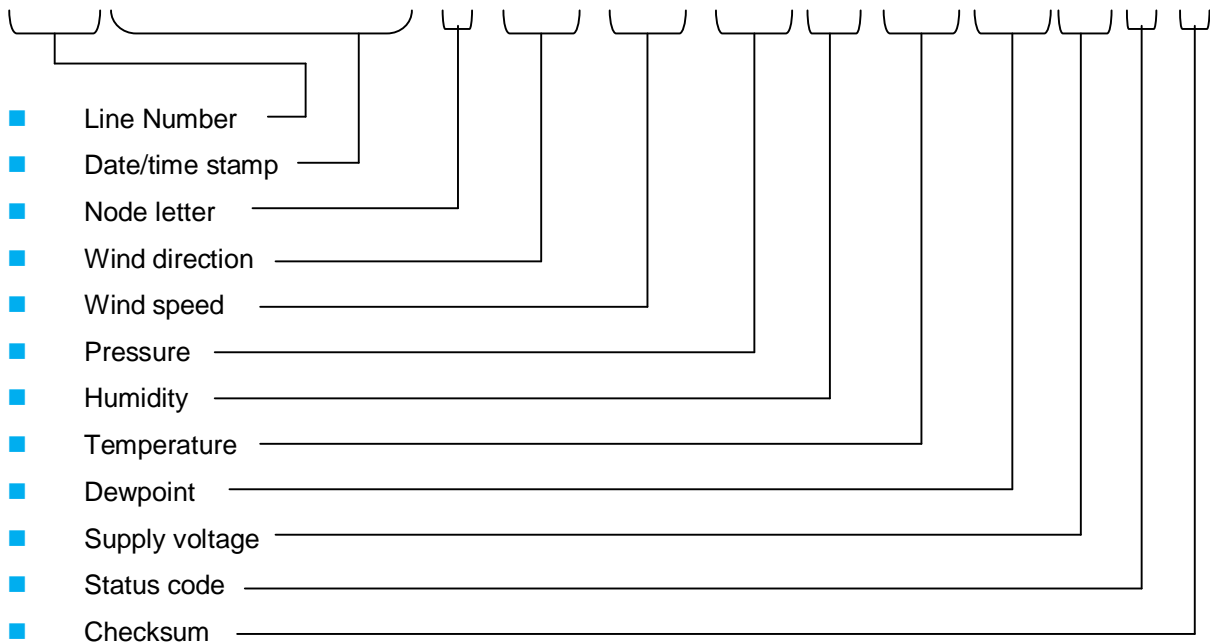 Line Number
Date/time stamp
Node letter
Wind direction
Wind speed
Pressure
Humidity
Temperature
Dewpoint
Supply voltage
Status code
Checksum